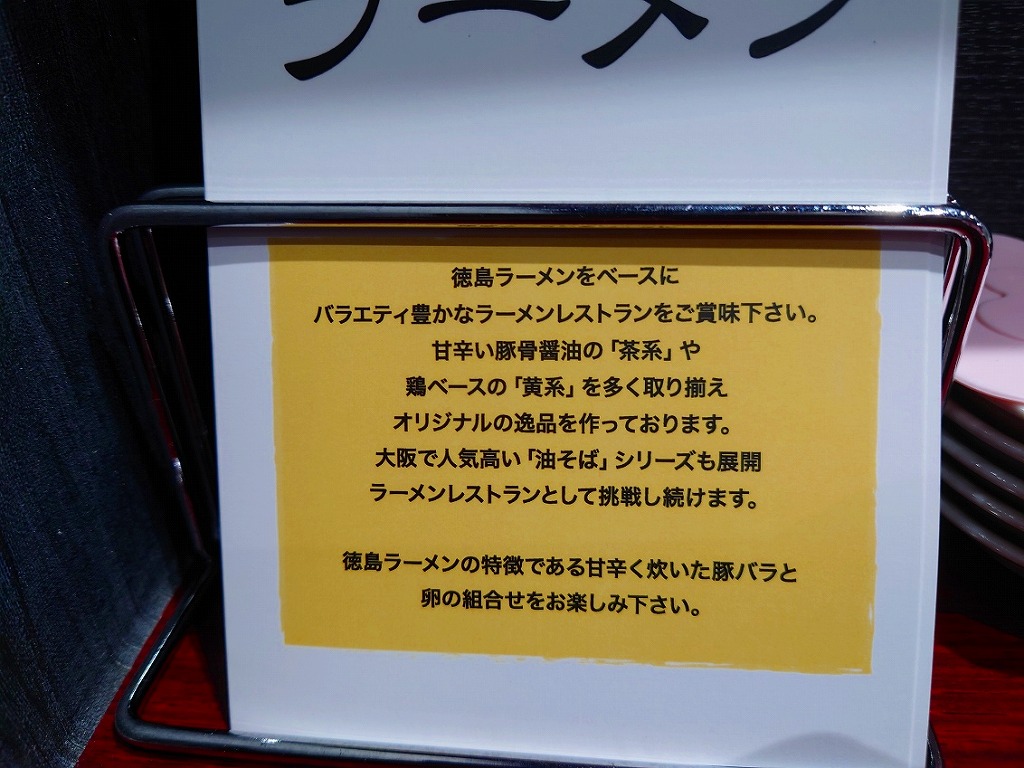 ラーメン
徳島ラーメンをベースに
バラエティ豊かなラーメンレストランをご賞味下さい。
甘辛い豚骨醤油の「茶系」や
鶏ベースの「黄系」を多く取り揃え
オリジナルの逸品を作っております。
大阪で人気高い「油そば」シリーズも展開
ラーメンレストランとして挑戦し続けます。
徳島ラーメンの特徴である甘辛く炊いた豚バラと
卵の組合せをお楽しみ下さい。